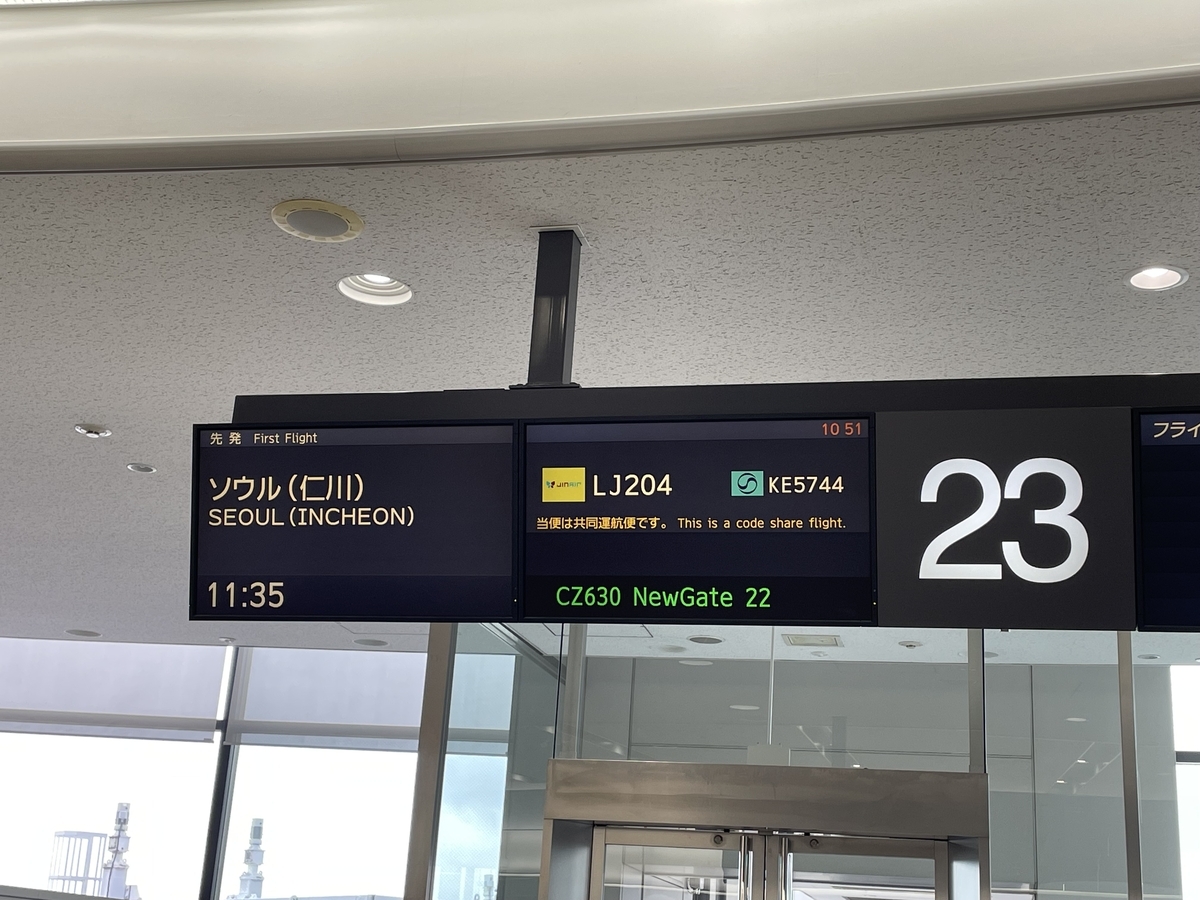 先発 First Flight
ソウル(仁川)
SEOUL(INCHEON)
11:35
10 51
JINAIR LJ204 KE5744
当便は共同運航便です。 This is a code share flight.
CZ630 NewGate 22
23
フライ